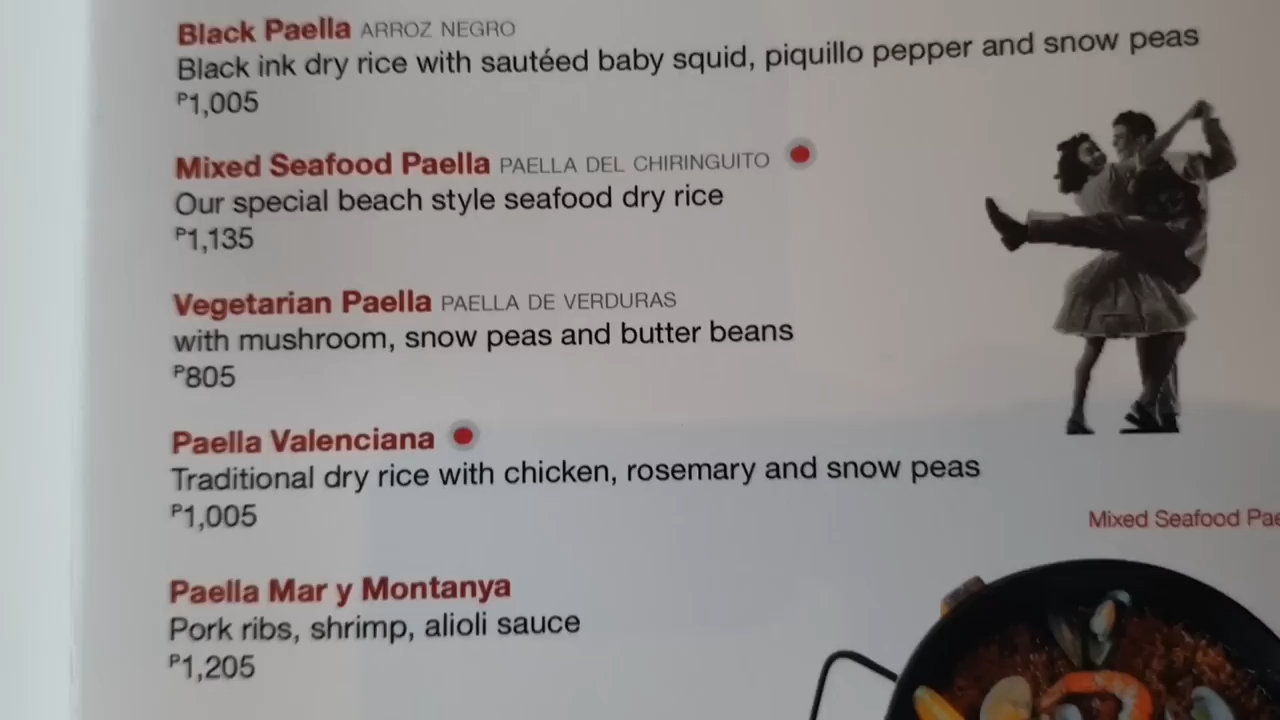 Black Paella ARROZ NEGRO
Black ink dry rice with sautéed baby squid, piquillo pepper and snow peas
P1,005
Mixed Seafood Paella PAELLA DEL CHIRINGUITO
Our special beach style seafood dry rice
P1,135
Vegetarian Paella PAELLA DE VERDURAS
with mushroom, snow peas and butter beans
P805
Paella Valenciana
Traditional dry rice with chicken, rosemary and snow peas
P1,005
Mixed Seafood
Paella Mar y Montanya
Pork ribs, shrimp, alioli sauce
P1,205